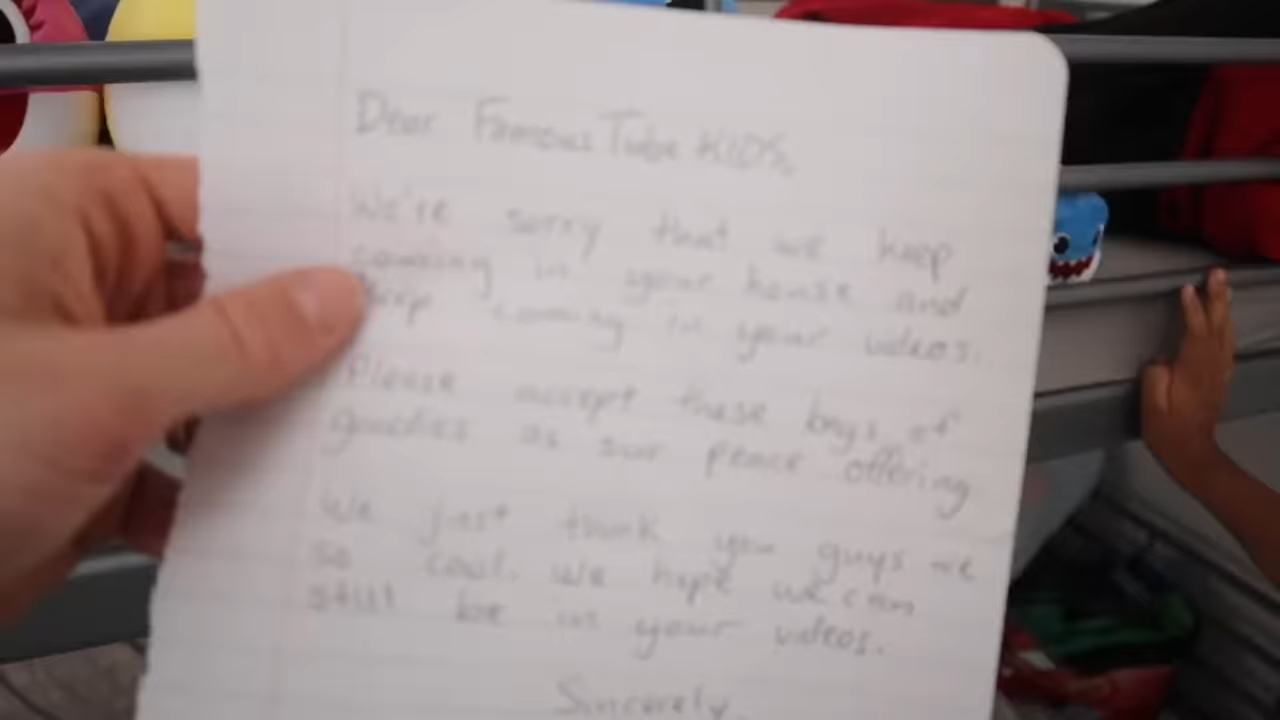 Dear Famous Tube KIDS,
We're sorry that we keep
coming in your house and
keep coming in your videos.
Please accept these bags of
goodies as our peace offering
We just think you guys are
so cool. We hope we can
still be in your videos.
Sincerely,